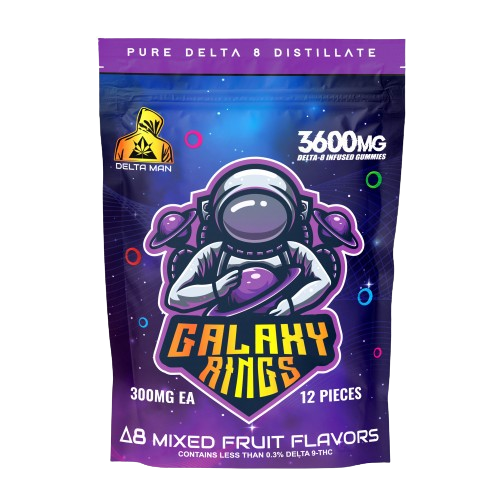 PURE DELTA 8 DISTILLATE
DELTA MAN
3600MG
DELTA-8 INFUSED GUMMIES
GALAXY
RINGS
300MG EA
12 PIECES
Δ8 MIXED FRUIT FLAVORS
CONTAINS LESS THAN 0.3% DELTA 9-THC